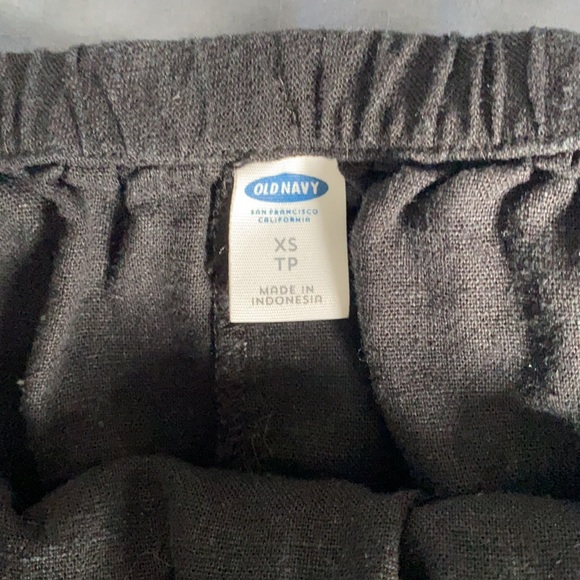 OLD NAVY
SAN FRANCISCO
CALIFORNIA
XS
TP
MADE IN
INDONESIA